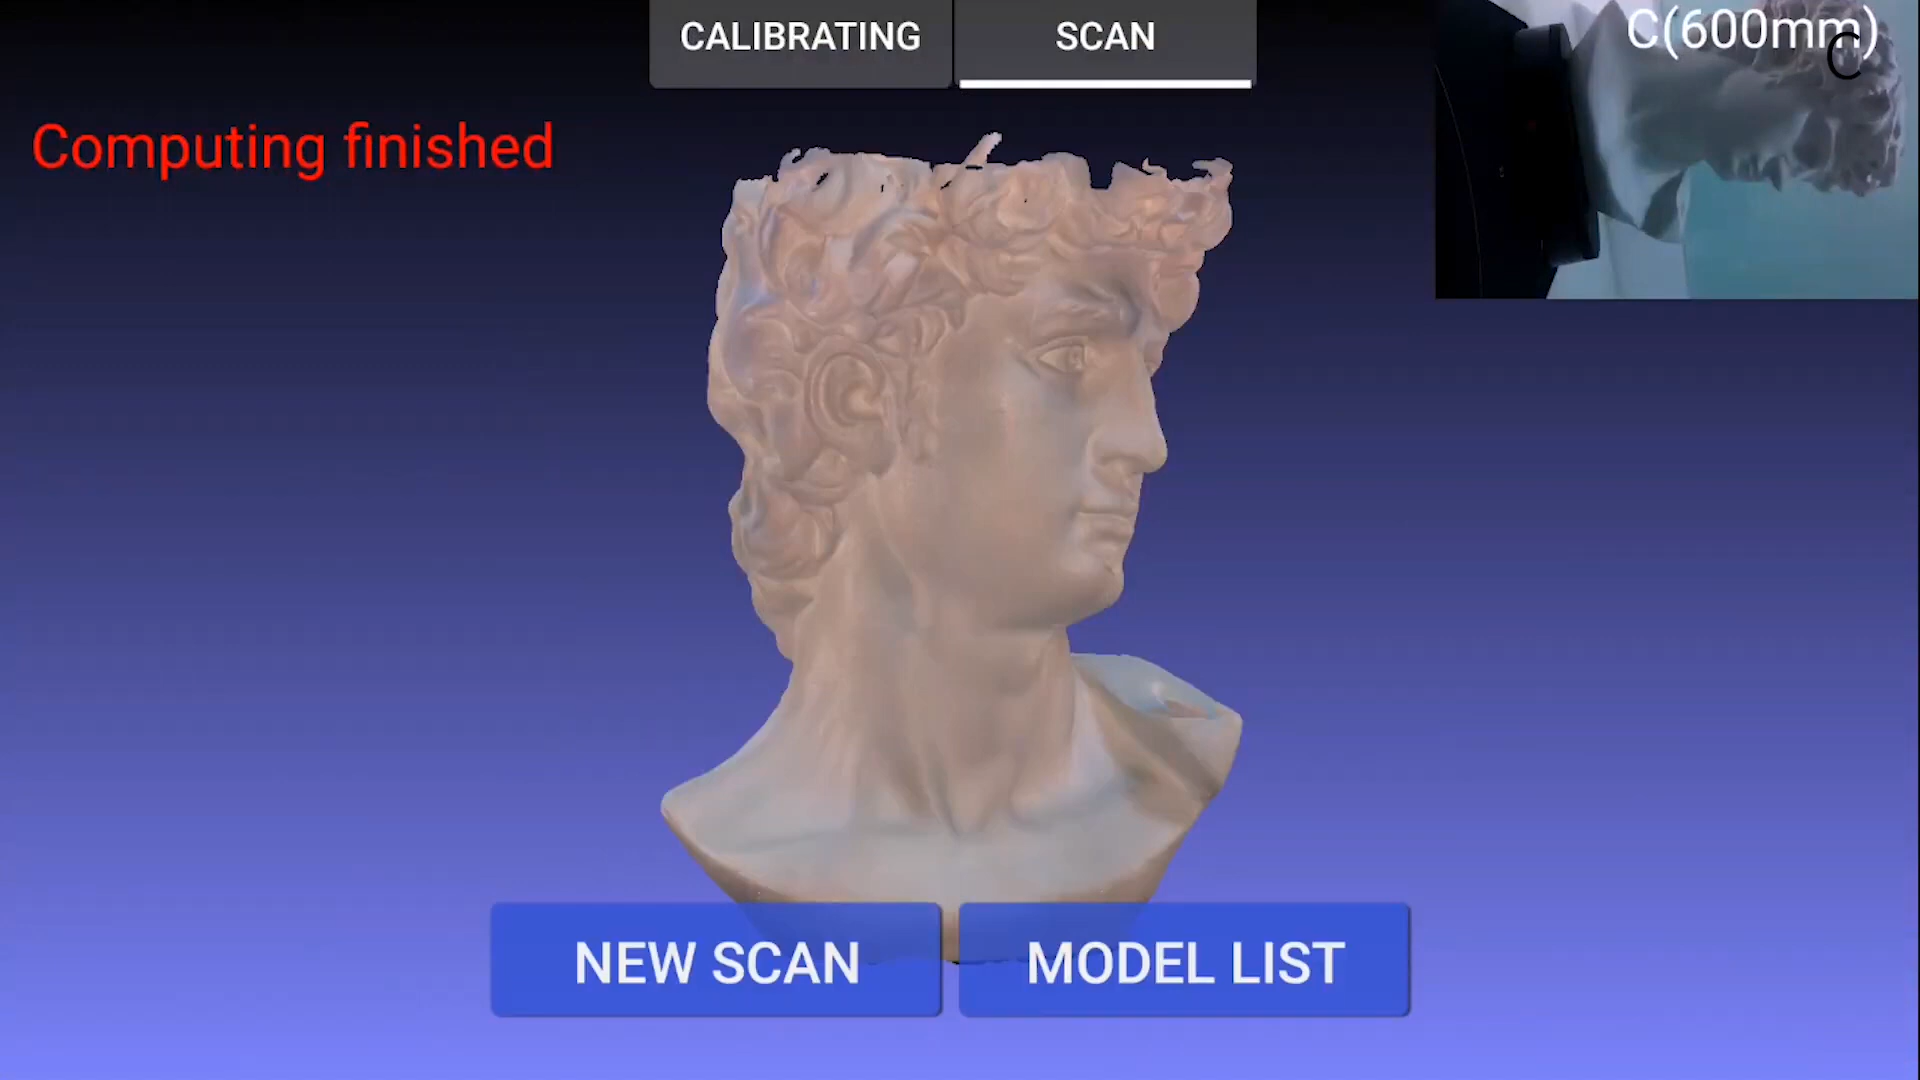 CALIBRATING
SCAN
C(600mm)
C
Computing finished
NEW SCAN
MODEL LIST